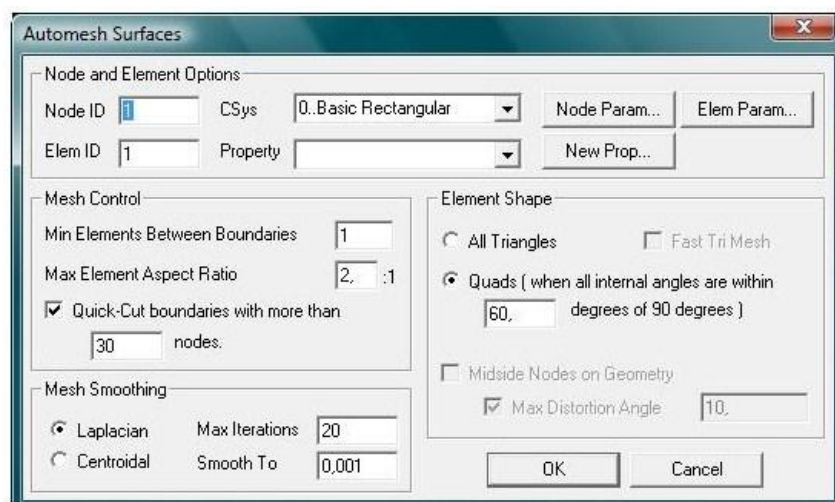 Automesh Surfaces
Node and Element Options
Node ID 1 CSys 0..Basic Rectangular Node Param... Elem Param...
Elem ID 1 Property New Prop...
Mesh Control
Min Elements Between Boundaries 1
Max Element Aspect Ratio 2, :1
Quick-Cut boundaries with more than
30 nodes.
Mesh Smoothing
Laplacian Max Iterations 20
Centroidal Smooth To 0,001
Element Shape
All Triangles Fast Tri Mesh
Quads ( when all internal angles are within
60, degrees of 90 degrees )
Midside Nodes on Geometry
Max Distortion Angle 10,
OK Cancel